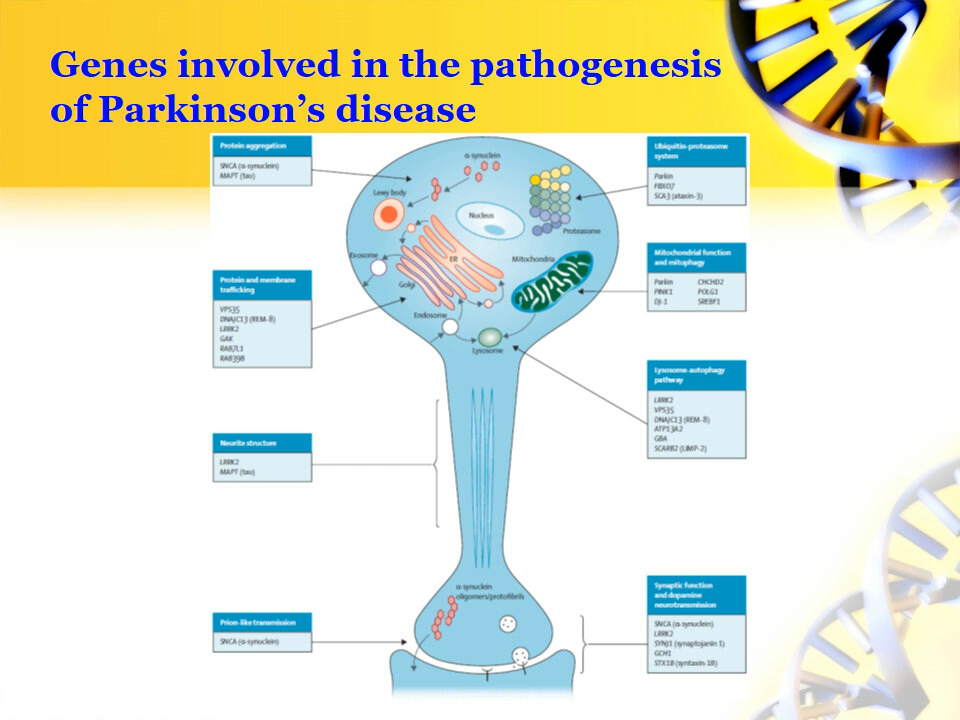 Genes involved in the pathogenesis
of Parkinson's disease
Protein aggregation
SNCA (α-synuclein)
MAPT (tau)
α-synuclein
Lewy body
Nucleus
Proteasome
Exosome
ER
Golgi
Mitochondria
Endosome
Lysosome
Ubiquitin-proteasome
system
Parkin
FBXO7
SCA3 (ataxin-3)
Mitochondrial function
and mitophagy
Parkin CHCHD2
PINK1 POLG1
DJ-1 SREBF1
Protein and membrane
trafficking
VPS35
DNAJC13 (REM-8)
LRRK2
GAK
RAB7L1
RAB39B
Lysosome-autophagy
pathway
LRRK2
VPS35
DNAJC13 (REM-8)
ATP13A2
GBA
SCARB2 (LIMP-2)
Neurite structure
LRRK2
MAPT (tau)
α-synuclein
oligomers/protofibrils
Prion-like transmission
SNCA (α-synuclein)
Synaptic function
and dopamine
neurotransmission
SNCA (α-synuclein)
LRRK2
SYNJ1 (synaptojanin 1)
GCH1
STX1B (syntaxin-1B)